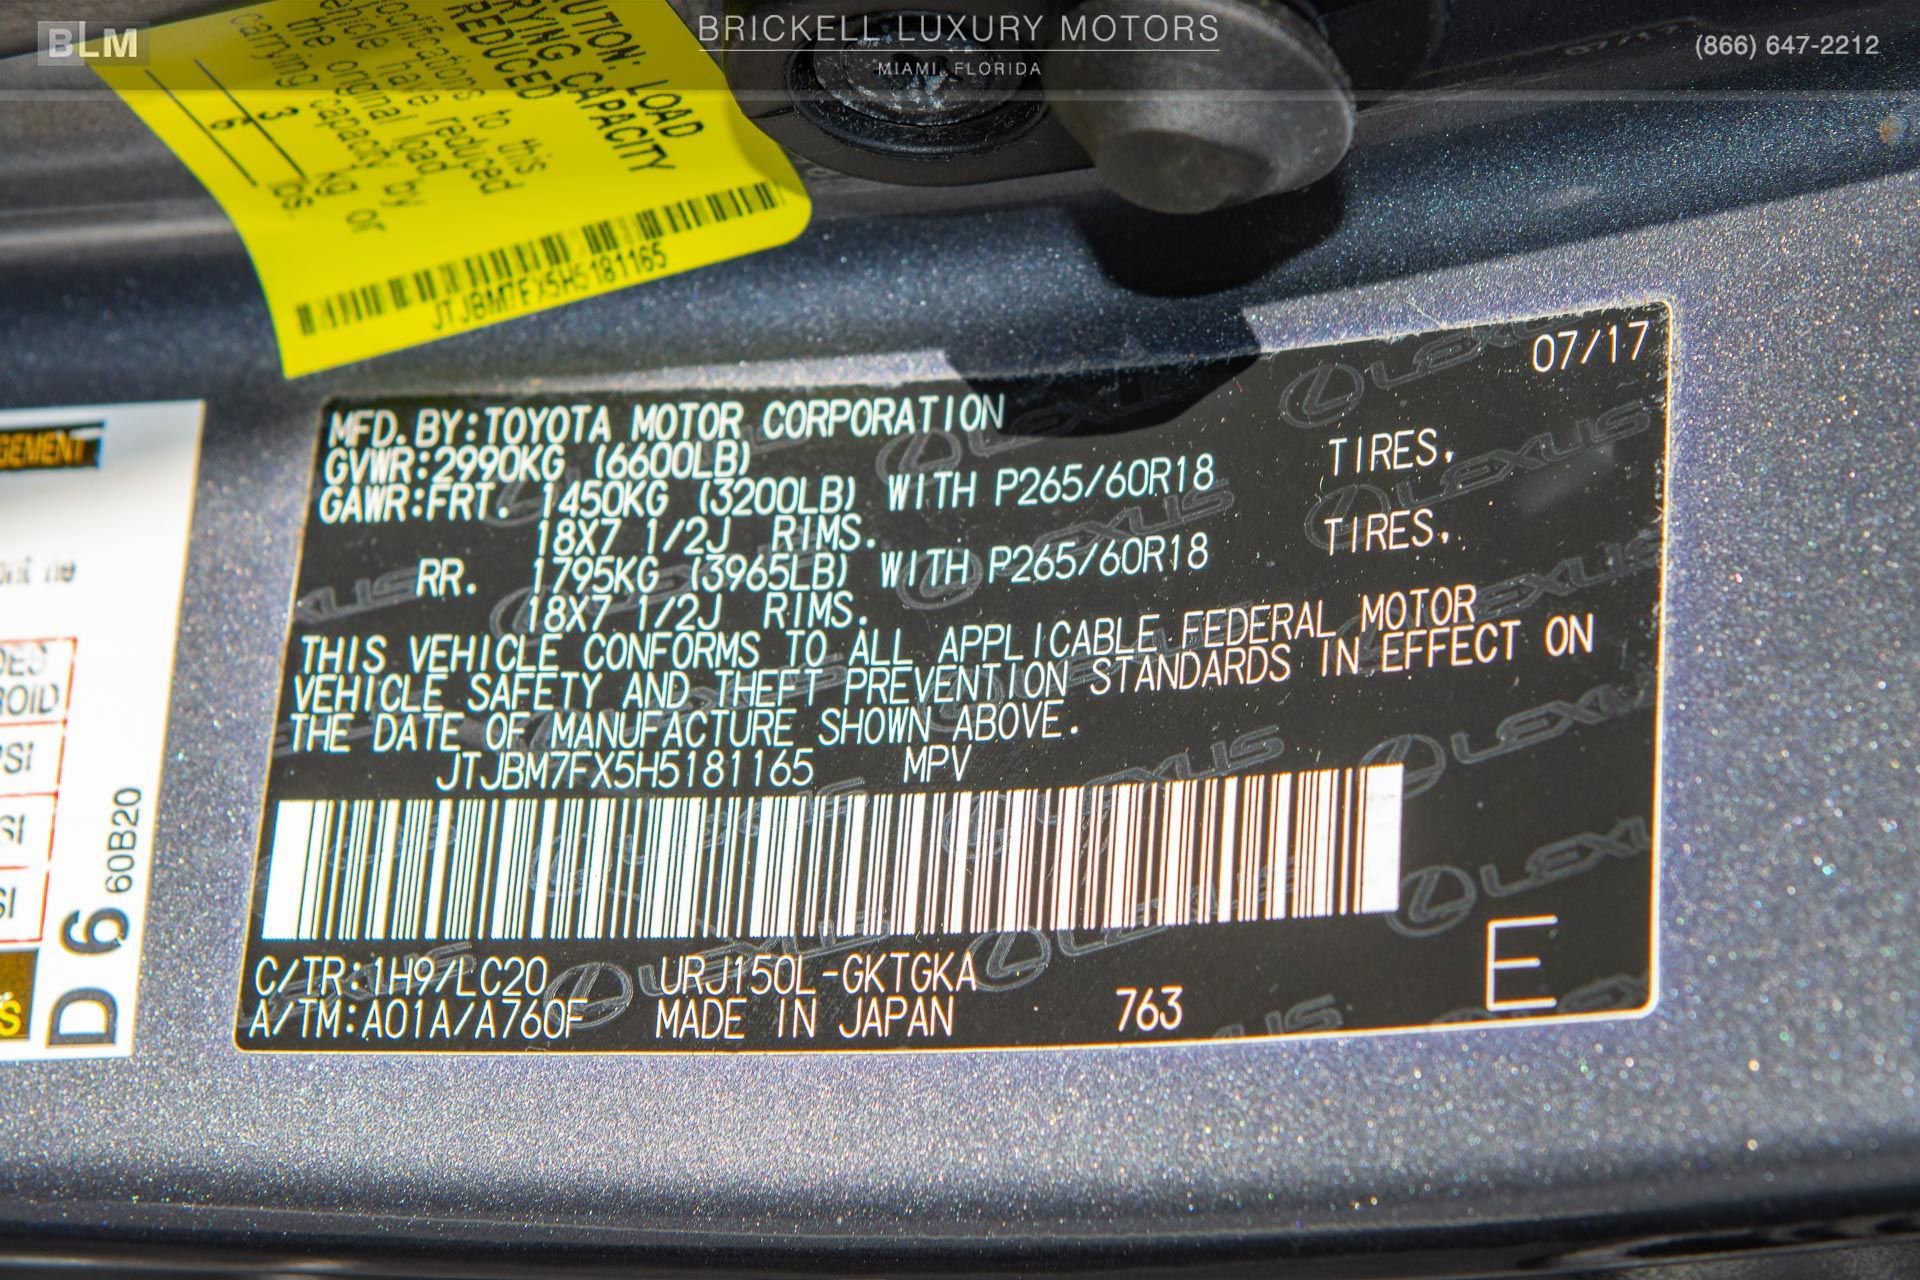 BLM
BRICKELL LUXURY MOTORS
MIAMI, FLORIDA
(866) 647-2212
CAUTION: LOAD
CARRYING CAPACITY
REDUCED
Modifications to this
vehicle have reduced
the original load
carrying capacity by
3 kg or
6 lbs.
JTJBM7FX5H5181165
07/17
MFD. BY: TOYOTA MOTOR CORPORATION
GVWR:2990KG (6600LB)
GAWR:FRT. 1450KG (3200LB) WITH P265/60R18 TIRES,
18X7 1/2J RIMS.
RR. 1795KG (3965LB) WITH P265/60R18 TIRES,
18X7 1/2J RIMS.
THIS VEHICLE CONFORMS TO ALL APPLICABLE FEDERAL MOTOR
VEHICLE SAFETY AND THEFT PREVENTION STANDARDS IN EFFECT ON
THE DATE OF MANUFACTURE SHOWN ABOVE.
JTJBM7FX5H5181165 MPV
C/TR:1H9/LC20 URJ150L-GKTGKA
A/TM:A01A/A760F MADE IN JAPAN 763 E
LEXUS
D6 60B20